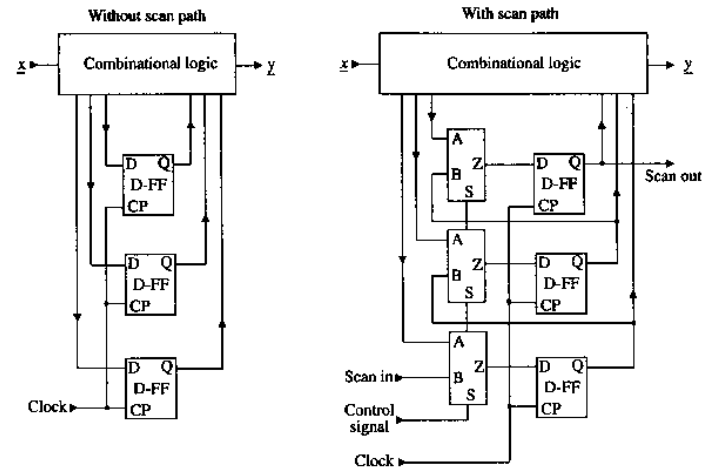 Without scan path
x
Combinational logic
y
D Q
D-FF
CP
D Q
D-FF
CP
D Q
D-FF
CP
Clock
With scan path
x
Combinational logic
y
A
B
Z
S
D Q
D-FF
CP
Scan out
A
B
Z
S
D Q
D-FF
CP
A
B
Z
S
D Q
D-FF
CP
Scan in
Control
signal
Clock